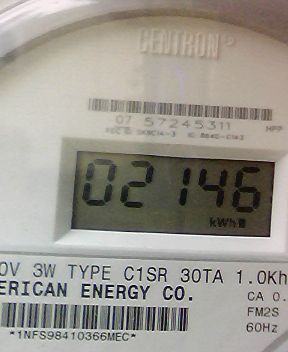 CENTRON®
07 57245311 HPP
02146
kWh
0V 3W TYPE C1SR 30TA 1.0Kh
ERICAN ENERGY CO. CA 0.
FM2S
*1NFS98410366MEC* 60Hz